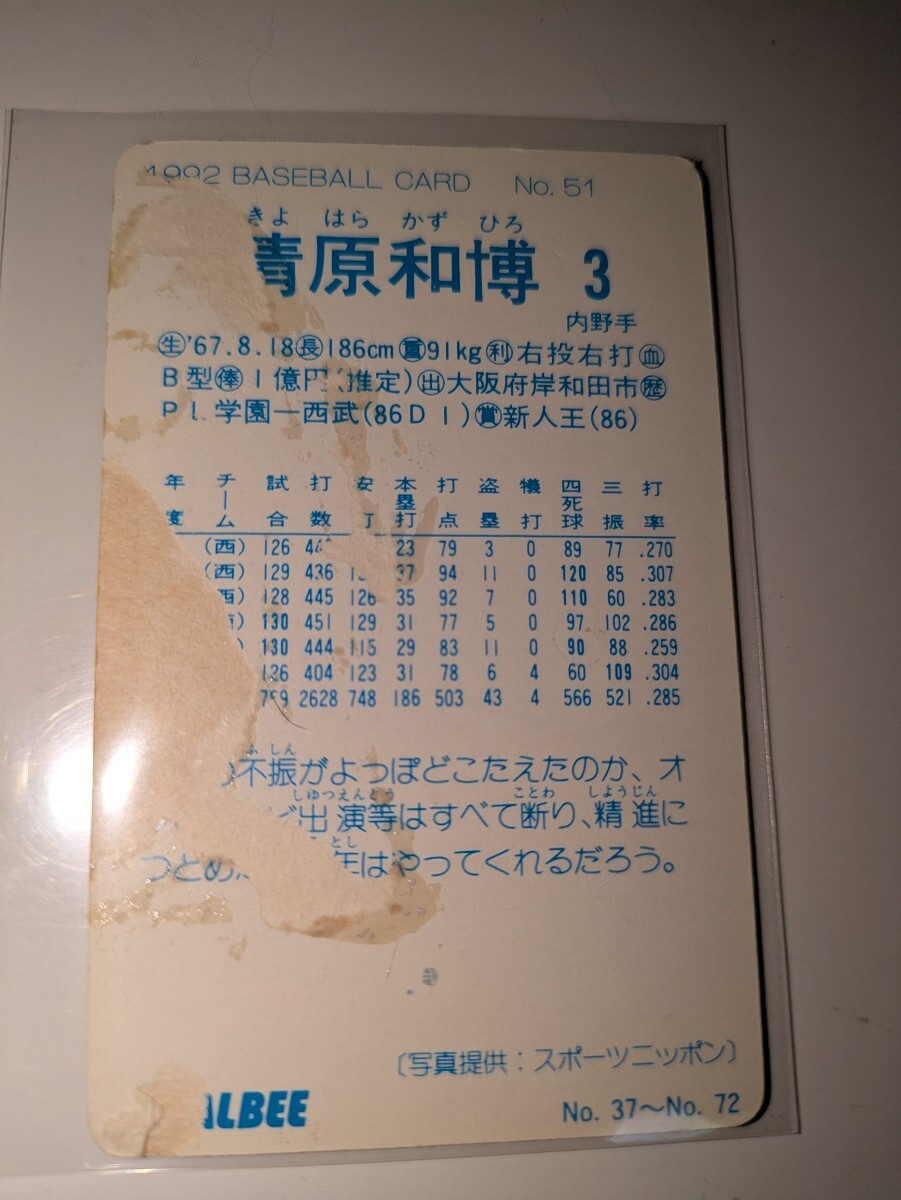 1992 BASEBALL CARD No. 51
きよ はら かず ひろ
清原和博 3
内野手
生'67.8.18長186cm重91kg利右投右打血
B型俸1億円(推定)出大阪府岸和田市歴
PL学園―西武(86D1)賞新人王(86)
年度 チーム 試合 打数 安打 本塁打 打点 盗塁 犠打 四死球 三振 打率
(西) 126 23 79 3 0 89 77 .270
(西) 129 436 37 94 11 0 120 85 .307
西) 128 445 126 35 92 7 0 110 60 .283
) 130 451 129 31 77 5 0 97 102 .286
) 130 444 115 29 83 11 0 90 88 .259
126 404 123 31 78 6 4 60 109 .304
759 2628 748 186 503 43 4 566 521 .285
ふしん
不振がよっぽどこたえたのか、オ
しゆつえんとう ことわ しようじん
出演等はすべて断り、精進に
とし
つとめ 年はやってくれるだろう。
〔写真提供：スポーツニッポン〕
ALBEE No. 37〜No. 72